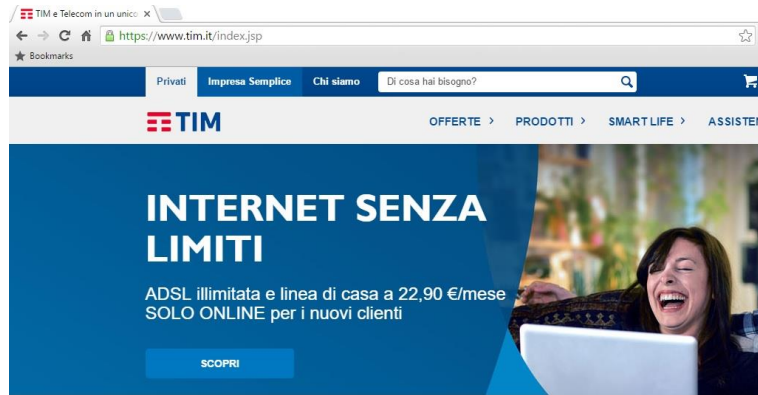 TIM e Telecom in un unico
https://www.tim.it/index.jsp
Bookmarks
Privati Impresa Semplice Chi siamo Di cosa hai bisogno?
TIM OFFERTE > PRODOTTI > SMART LIFE > ASSISTEN
INTERNET SENZA
LIMITI
ADSL illimitata e linea di casa a 22,90 €/mese
SOLO ONLINE per i nuovi clienti
SCOPRI